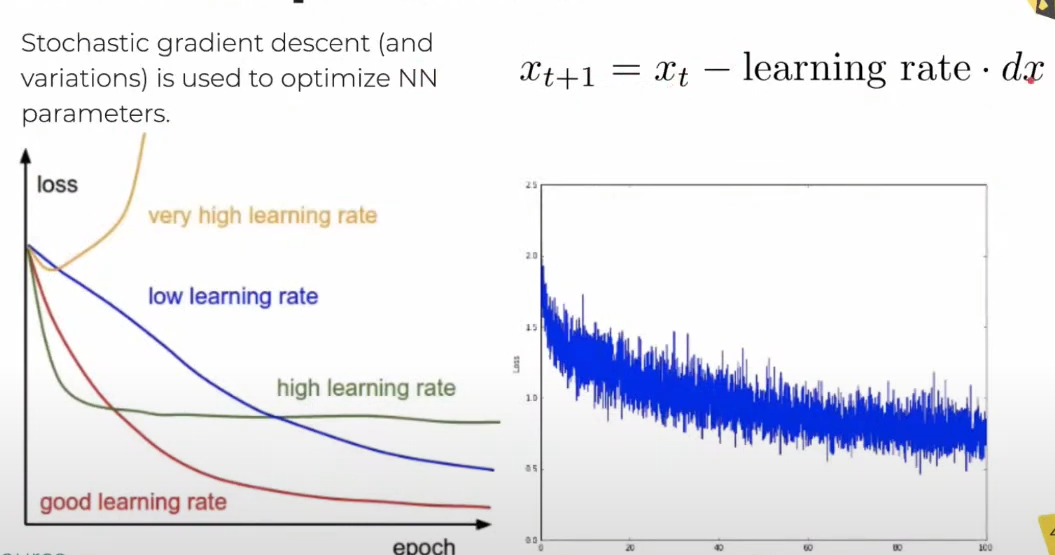 Stochastic gradient descent (and
variations) is used to optimize NN
parameters.
x_{t+1} = x_t − learning rate · dx
loss
very high learning rate
low learning rate
high learning rate
good learning rate
epoch
2.5
2.0
1.5
1.0
0.5
0.0
Loss
0 20 40 60 80 100